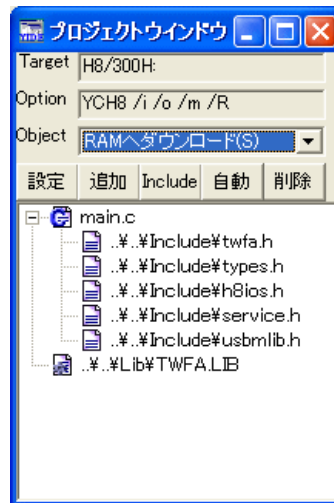 プロジェクトウインドウ
Target H8/300H:
Option YCH8 /i /o /m /R
Object RAMへダウンロード(S)
設定 追加 Include 自動 削除
main.c
..¥..¥Include¥twfa.h
..¥..¥Include¥types.h
..¥..¥Include¥h8ios.h
..¥..¥Include¥service.h
..¥..¥Include¥usbmlib.h
..¥..¥Lib¥TWFA.LIB